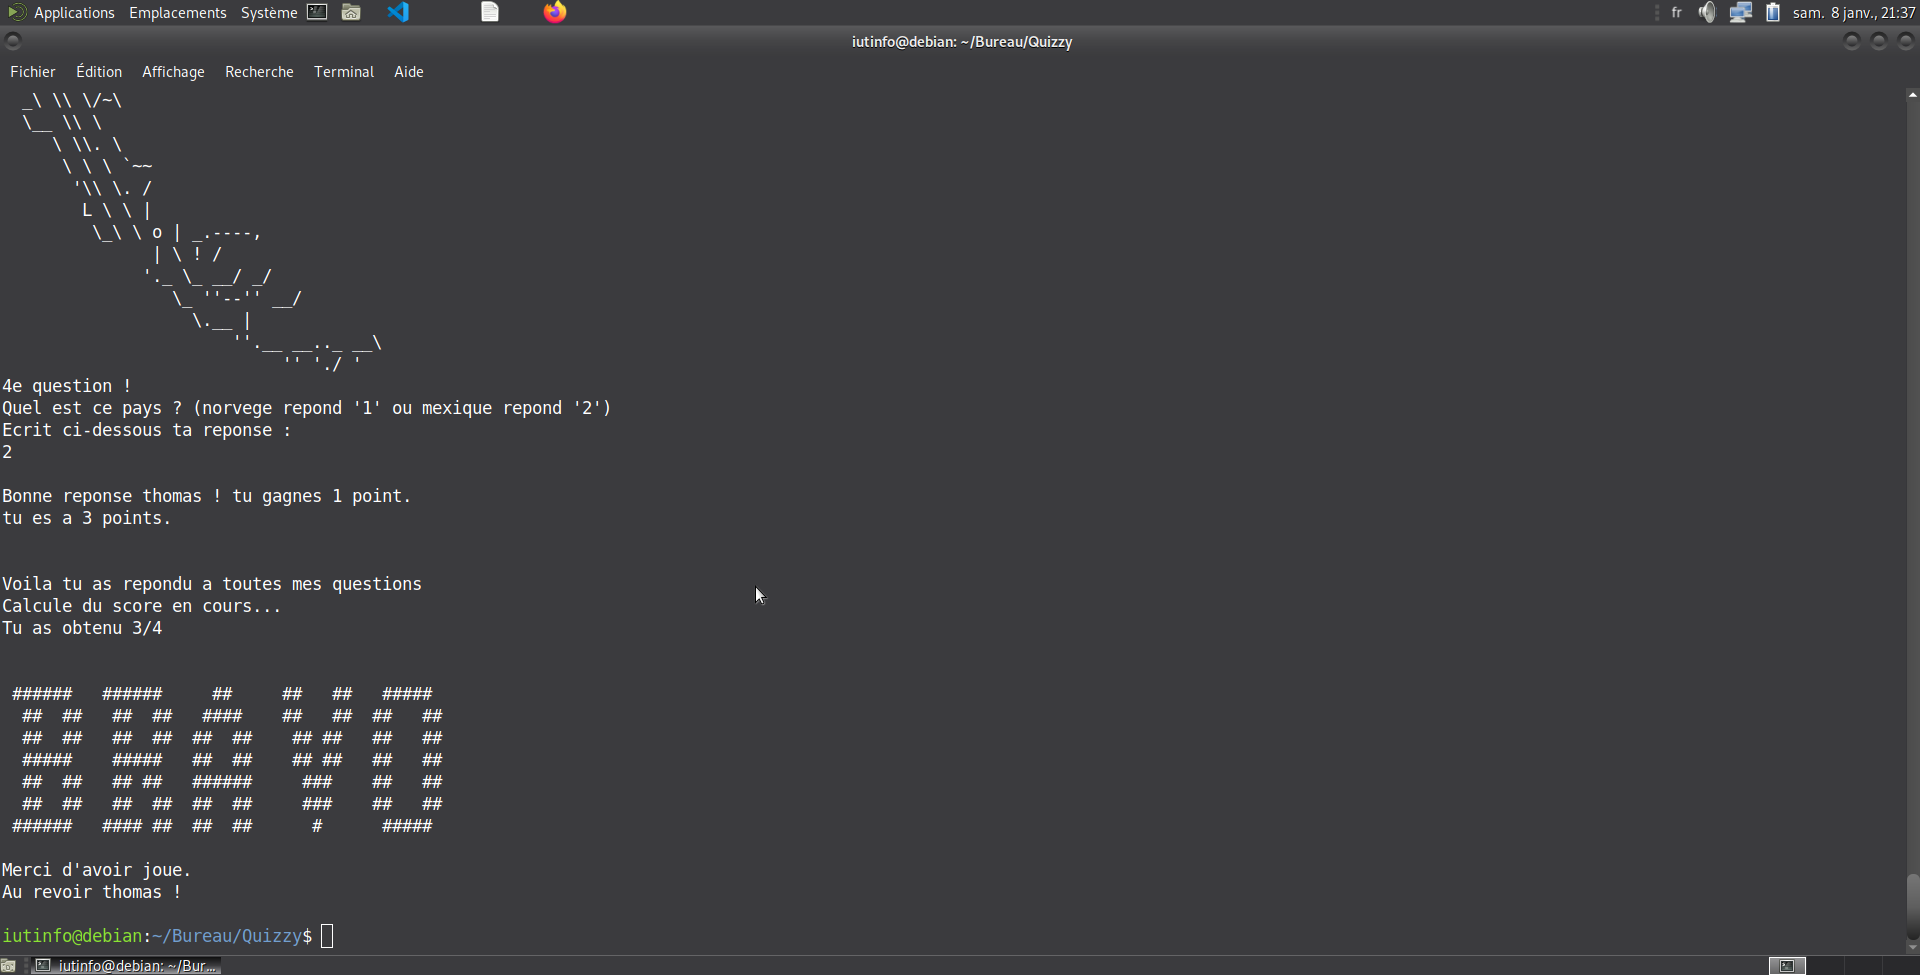 Applications Emplacements Système fr sam. 8 janv., 21:37
iutinfo@debian: ~/Bureau/Quizzy
Fichier Édition Affichage Recherche Terminal Aide
_\ \\ \/~\
\__ \\ \
\ \\. \
\ \ \ `~~
'\\ \. /
L \ \ |
\_\ \ o | _.----,
| \ ! /
'._ \_ __/ _/
\_ ''--'' __/
\.__ |
''.__ __.._ __\
'' './ '
4e question !
Quel est ce pays ? (norvege repond '1' ou mexique repond '2')
Ecrit ci-dessous ta reponse :
2
Bonne reponse thomas ! tu gagnes 1 point.
tu es a 3 points.
Voila tu as repondu a toutes mes questions
Calcule du score en cours...
Tu as obtenu 3/4
BRAVO
Merci d'avoir joue.
Au revoir thomas !
iutinfo@debian:~/Bureau/Quizzy$
iutinfo@debian: ~/Bur...